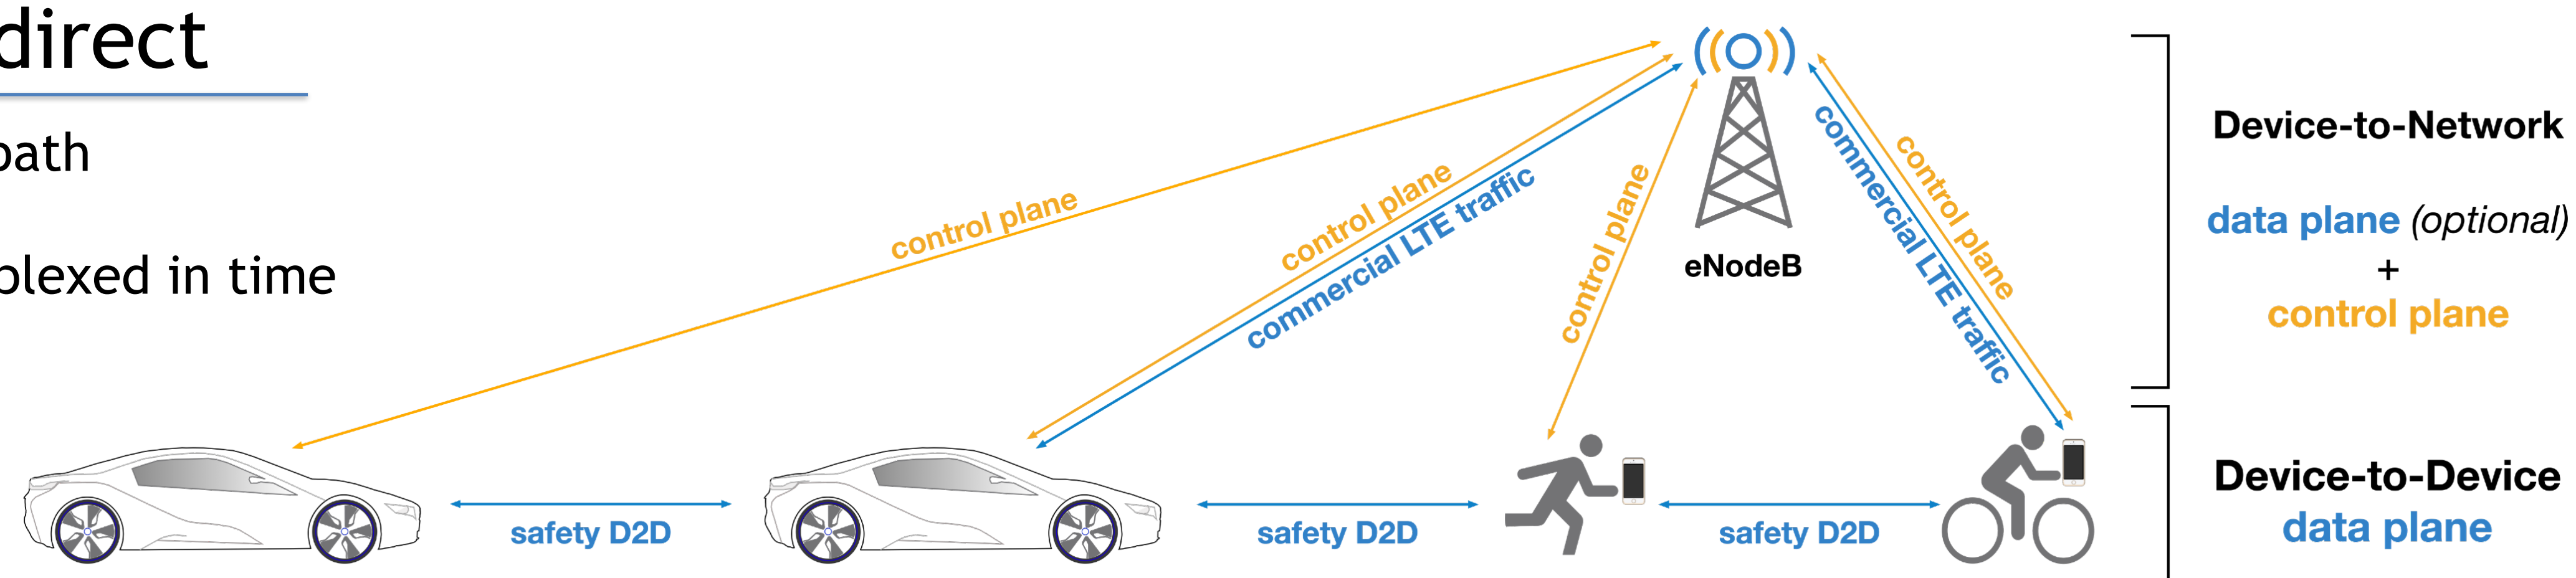 direct
path
plexed in time
control plane
control plane
commercial LTE traffic
control plane
eNodeB
control plane
commercial LTE traffic
safety D2D
safety D2D
safety D2D
Device-to-Network
data plane (optional)
+
control plane
Device-to-Device
data plane